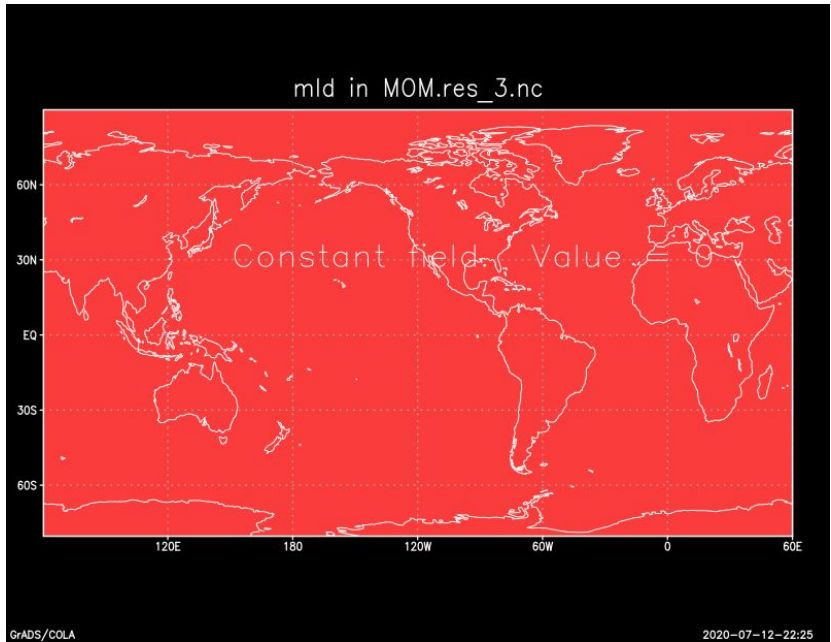 mld in MOM.res_3.nc
60N
30N
EQ
30S
60S
Constant field. Value = 0
120E 180 120W 60W 0 60E
GrADS/COLA 2020-07-12-22:25